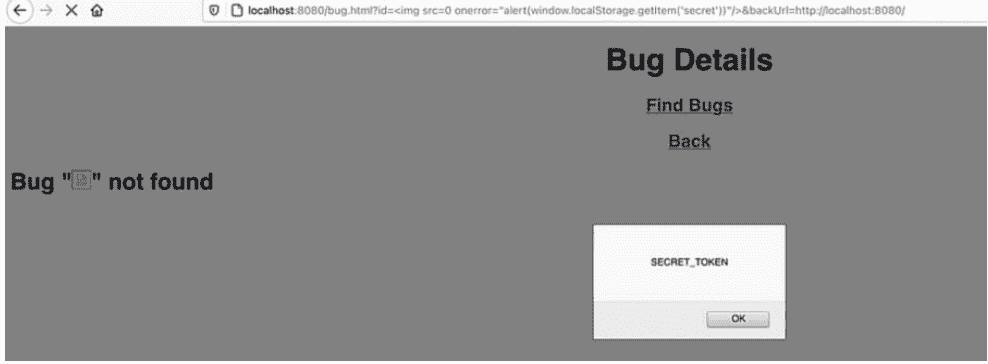 localhost:8080/bug.html?id=<img src=0 onerror="alert(window.localStorage.getItem('secret'))"/>&backUrl=http://localhost:8080/
Bug Details
Find Bugs
Back
Bug "" not found
SECRET_TOKEN
OK